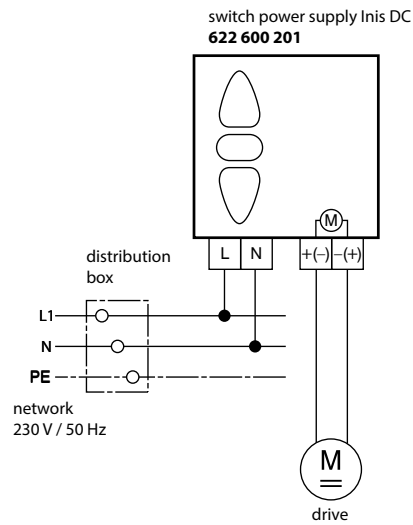 switch power supply Inis DC
622 600 201
M
L N +(–) –(+)
distribution
box
L1
N
PE
network
230 V / 50 Hz
M
drive